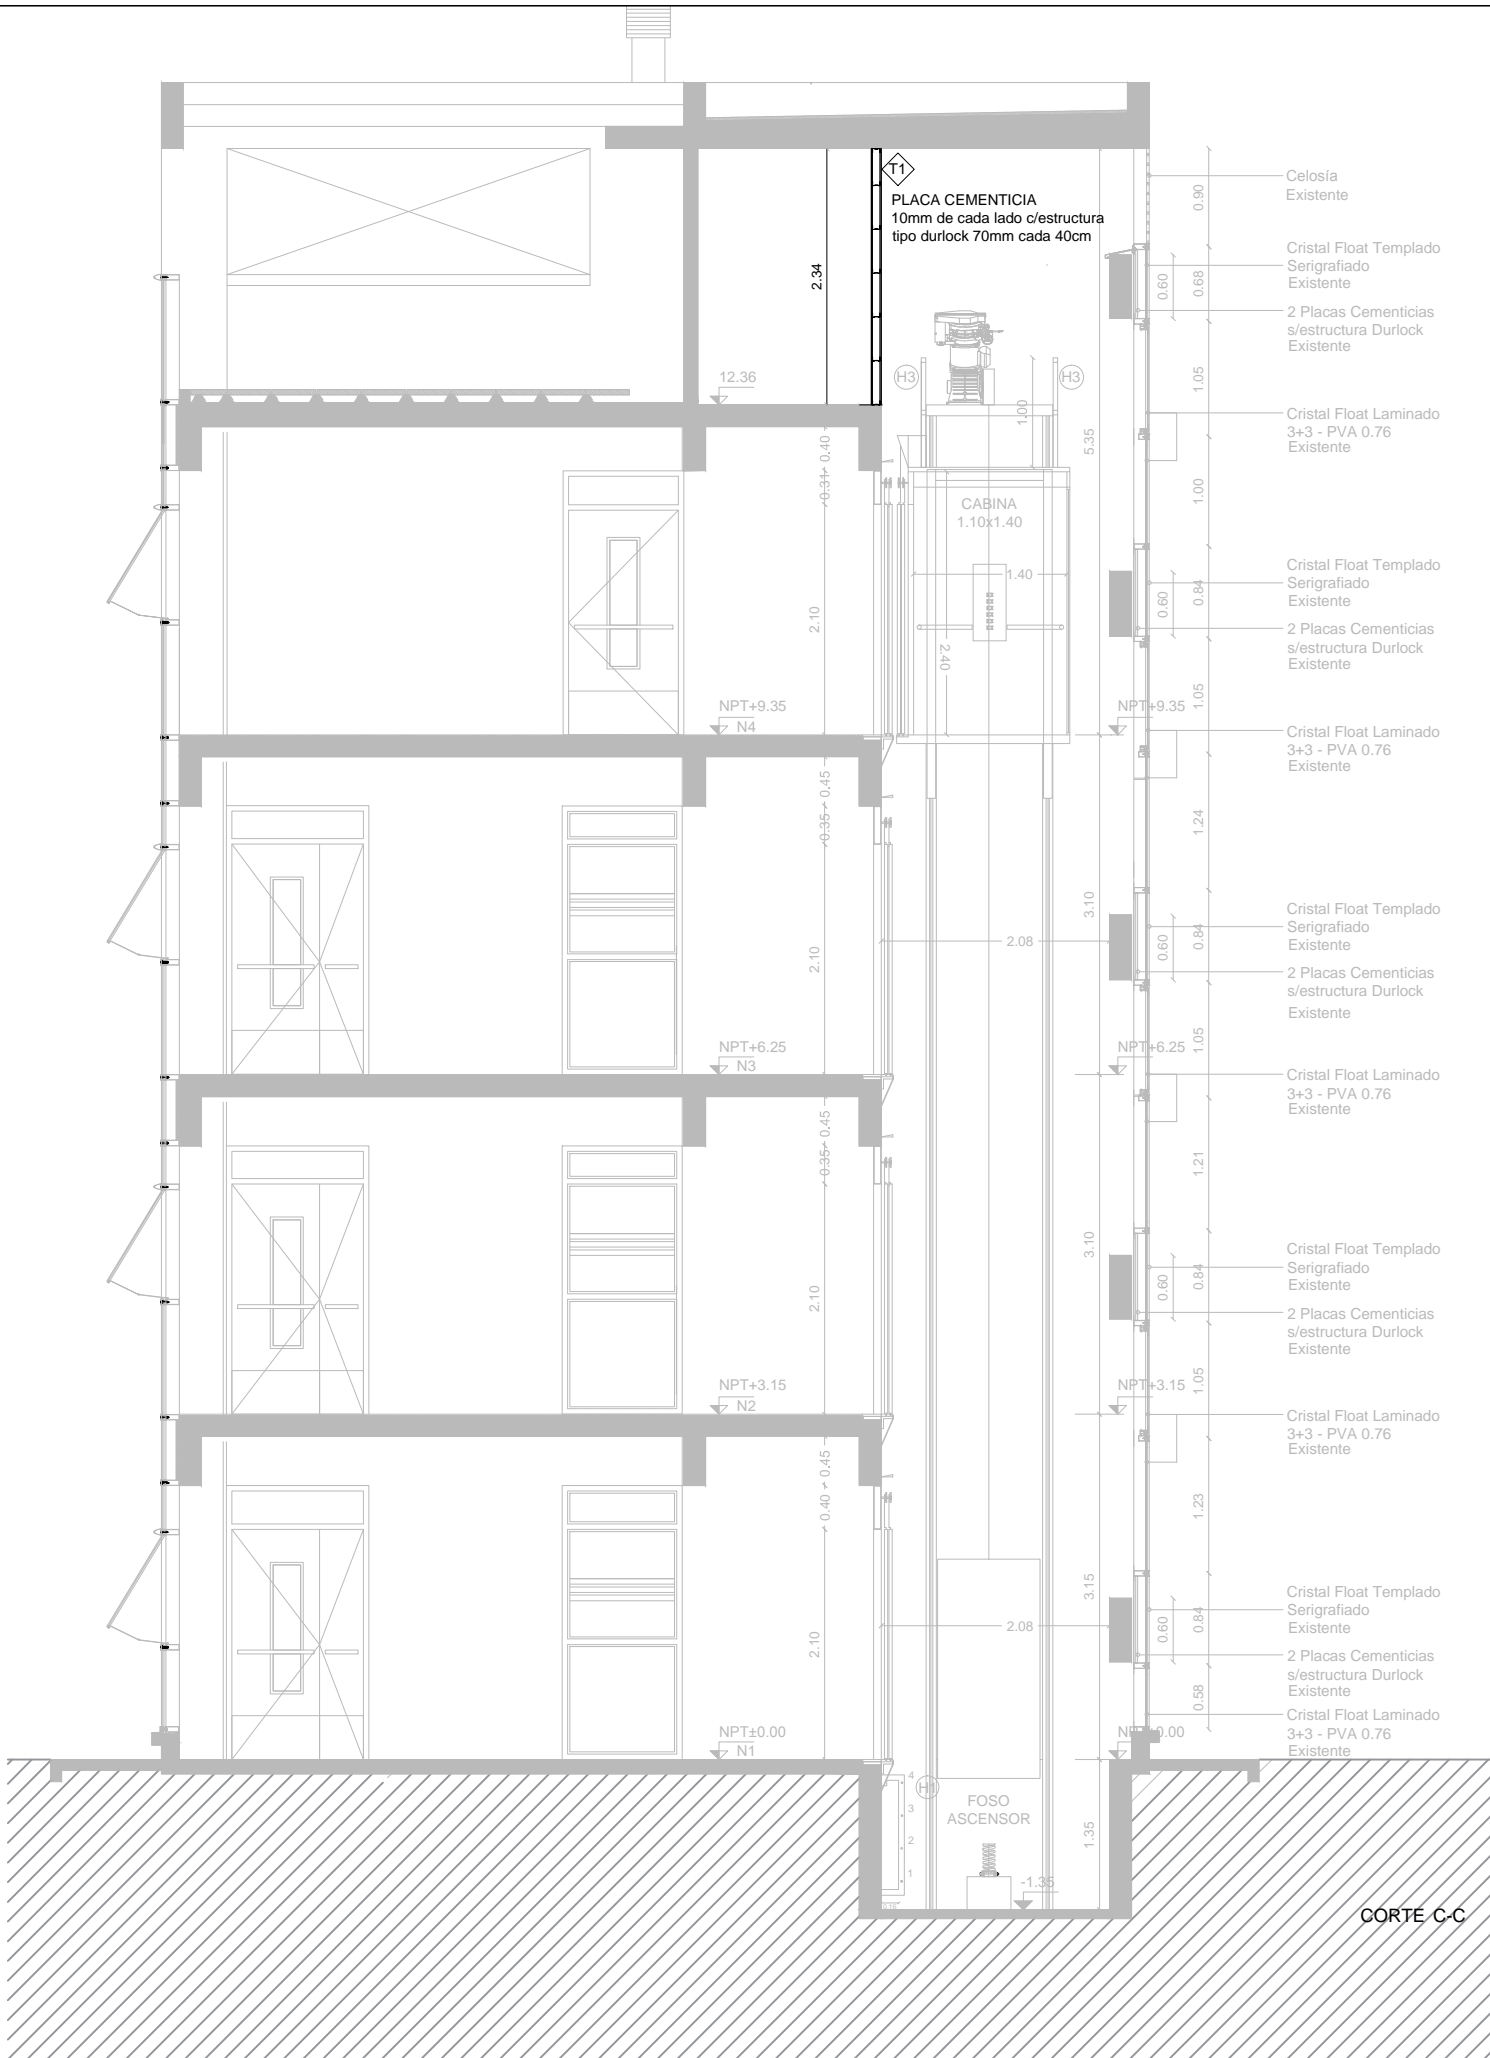 T1
PLACA CEMENTICIA
10mm de cada lado c/estructura
tipo durlock 70mm cada 40cm
2.34
12.36
H3
H3
1.00
5.35
0.40
0.31
CABINA
1.10x1.40
1.40
2.40
2.10
NPT+9.35
N4
NPT+9.35
0.45
0.35
3.10
2.10
2.08
NPT+6.25
N3
NPT+6.25
0.45
0.35
3.10
2.10
NPT+3.15
N2
NPT+3.15
0.45
0.40
3.15
2.10
2.08
NPT±0.00
N1
0.00
H1
4
3
2
1
FOSO
ASCENSOR
1.35
-1.35
Celosía
Existente
0.90
Cristal Float Templado
Serigrafiado
Existente
0.60
0.68
2 Placas Cementicias
s/estructura Durlock
Existente
1.05
Cristal Float Laminado
3+3 - PVA 0.76
Existente
1.00
Cristal Float Templado
Serigrafiado
Existente
0.60
0.84
2 Placas Cementicias
s/estructura Durlock
Existente
1.05
Cristal Float Laminado
3+3 - PVA 0.76
Existente
1.24
Cristal Float Templado
Serigrafiado
Existente
0.60
0.84
2 Placas Cementicias
s/estructura Durlock
Existente
1.05
Cristal Float Laminado
3+3 - PVA 0.76
Existente
1.21
Cristal Float Templado
Serigrafiado
Existente
0.60
0.84
2 Placas Cementicias
s/estructura Durlock
Existente
1.05
Cristal Float Laminado
3+3 - PVA 0.76
Existente
1.23
Cristal Float Templado
Serigrafiado
Existente
0.60
0.84
2 Placas Cementicias
s/estructura Durlock
Existente
0.58
Cristal Float Laminado
3+3 - PVA 0.76
Existente
CORTE C-C